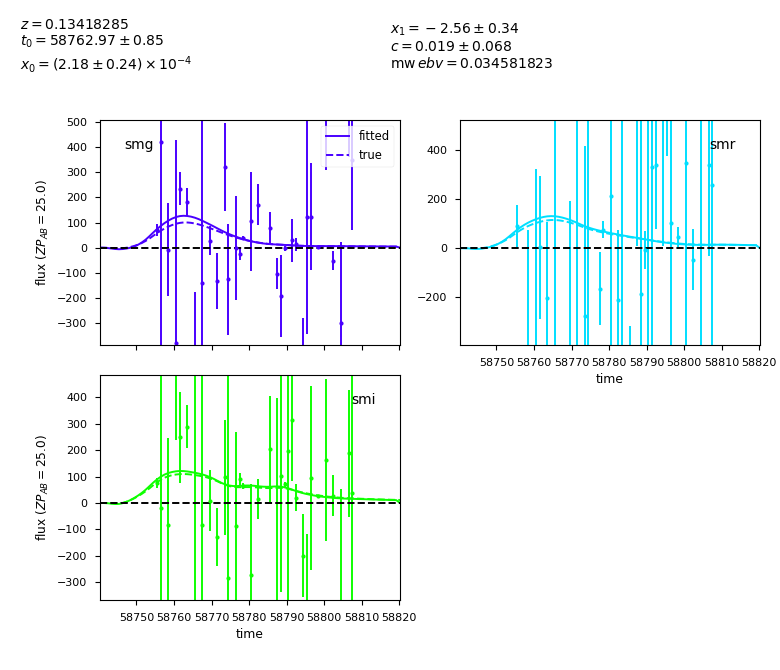 z = 0.13418285
t₀ = 58762.97 ± 0.85
x₀ = (2.18 ± 0.24) × 10⁻⁴
x₁ = −2.56 ± 0.34
c = 0.019 ± 0.068
mw ebv = 0.034581823
smg
fitted
true
500
400
300
200
100
0
−100
−200
−300
flux (ZP_AB = 25.0)
smr
400
200
0
−200
58750 58760 58770 58780 58790 58800 58810 58820
time
smi
400
300
200
100
0
−100
−200
−300
flux (ZP_AB = 25.0)
58750 58760 58770 58780 58790 58800 58810 58820
time